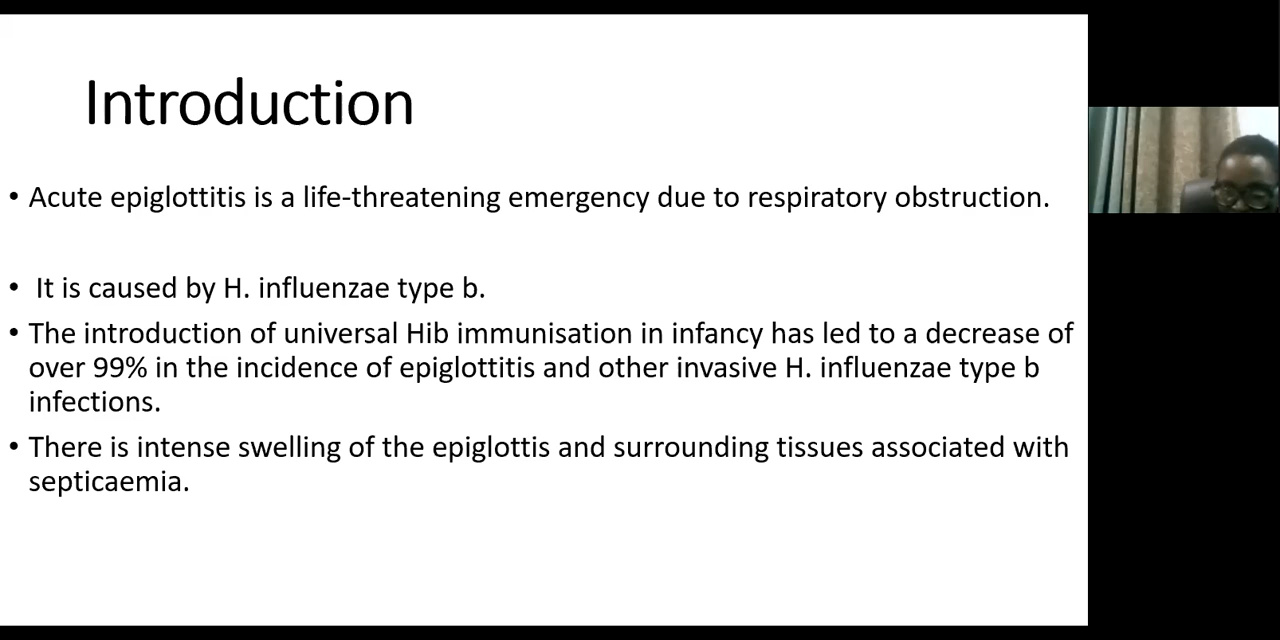 Introduction
• Acute epiglottitis is a life-threatening emergency due to respiratory obstruction.
• It is caused by H. influenzae type b.
• The introduction of universal Hib immunisation in infancy has led to a decrease of
over 99% in the incidence of epiglottitis and other invasive H. influenzae type b
infections.
• There is intense swelling of the epiglottis and surrounding tissues associated with
septicaemia.